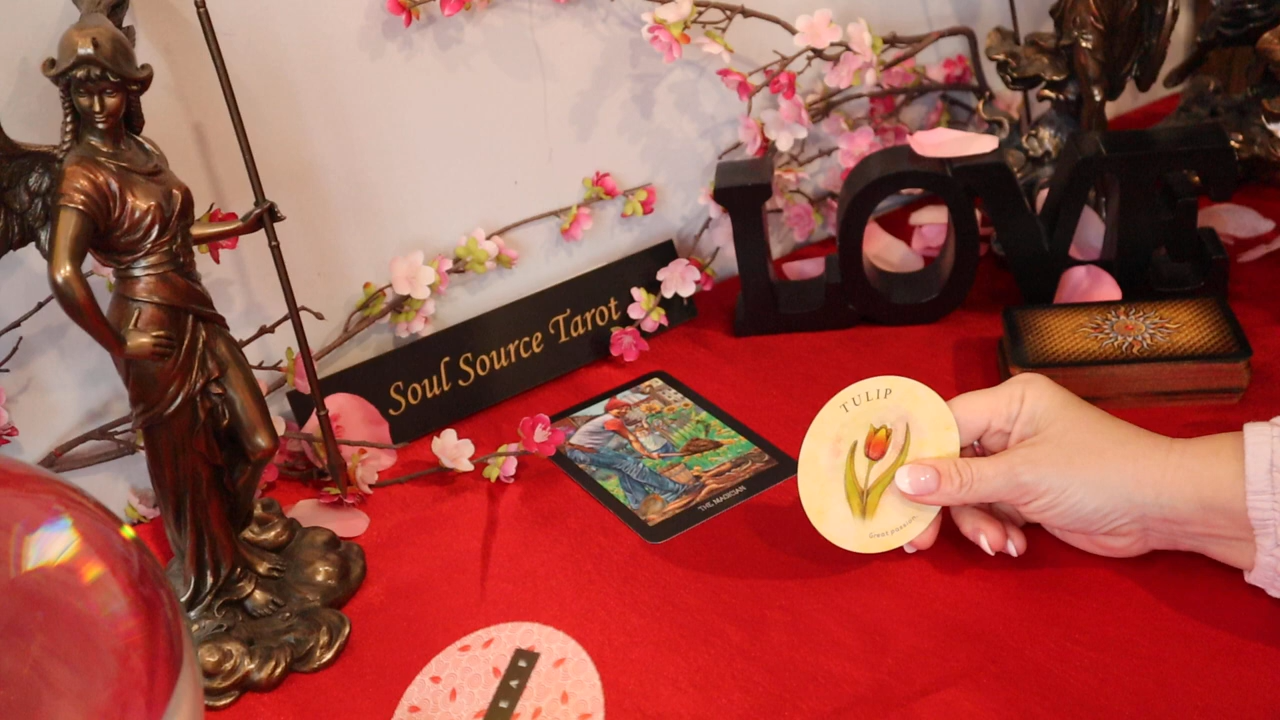 LOVE
Soul Source Tarot
TULIP
Great passion
THE MAGICIAN